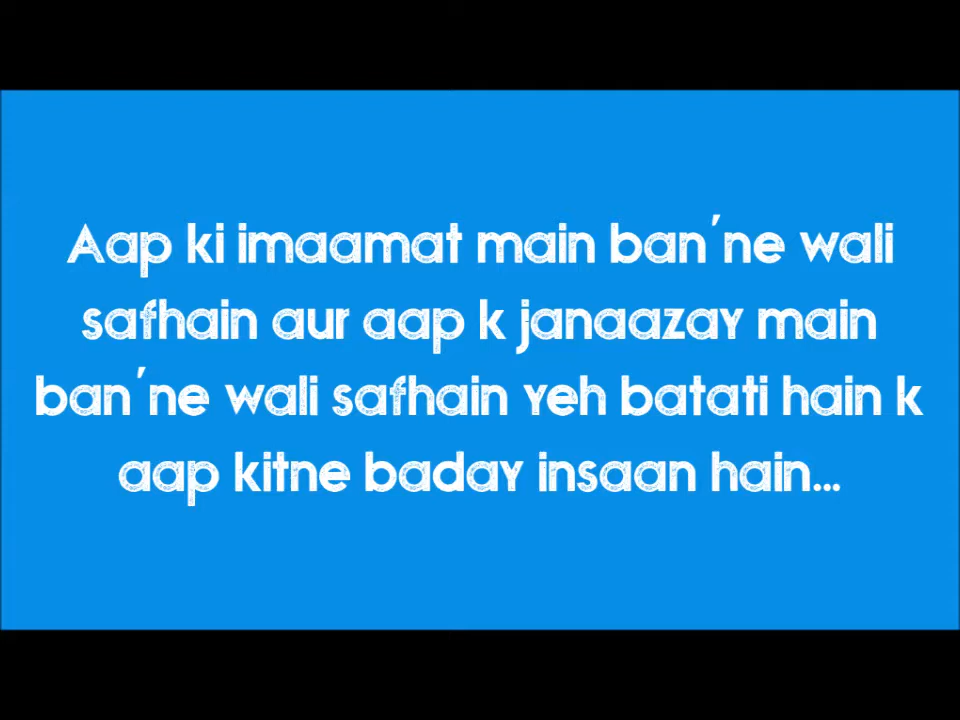 Aap ki imaamat main ban'ne wali
safhain aur aap k janaazay main
ban'ne wali safhain yeh batati hain k
aap kitne baday insaan hain...